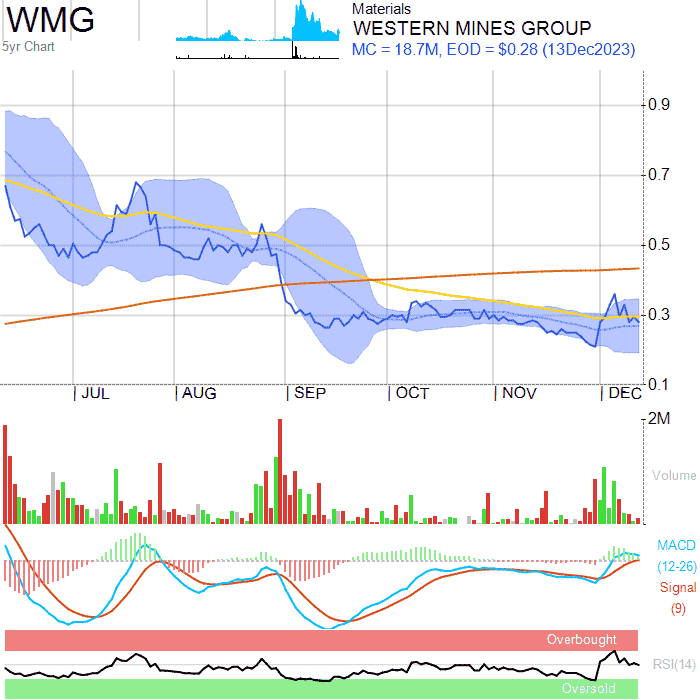 WMG
5yr Chart
Materials
WESTERN MINES GROUP
MC = 18.7M, EOD = $0.28 (13Dec2023)
0.9
0.7
0.5
0.3
0.1
JUL
AUG
SEP
OCT
NOV
DEC
2M
Volume
MACD
(12-26)
Signal
(9)
Overbought
RSI(14)
Oversold